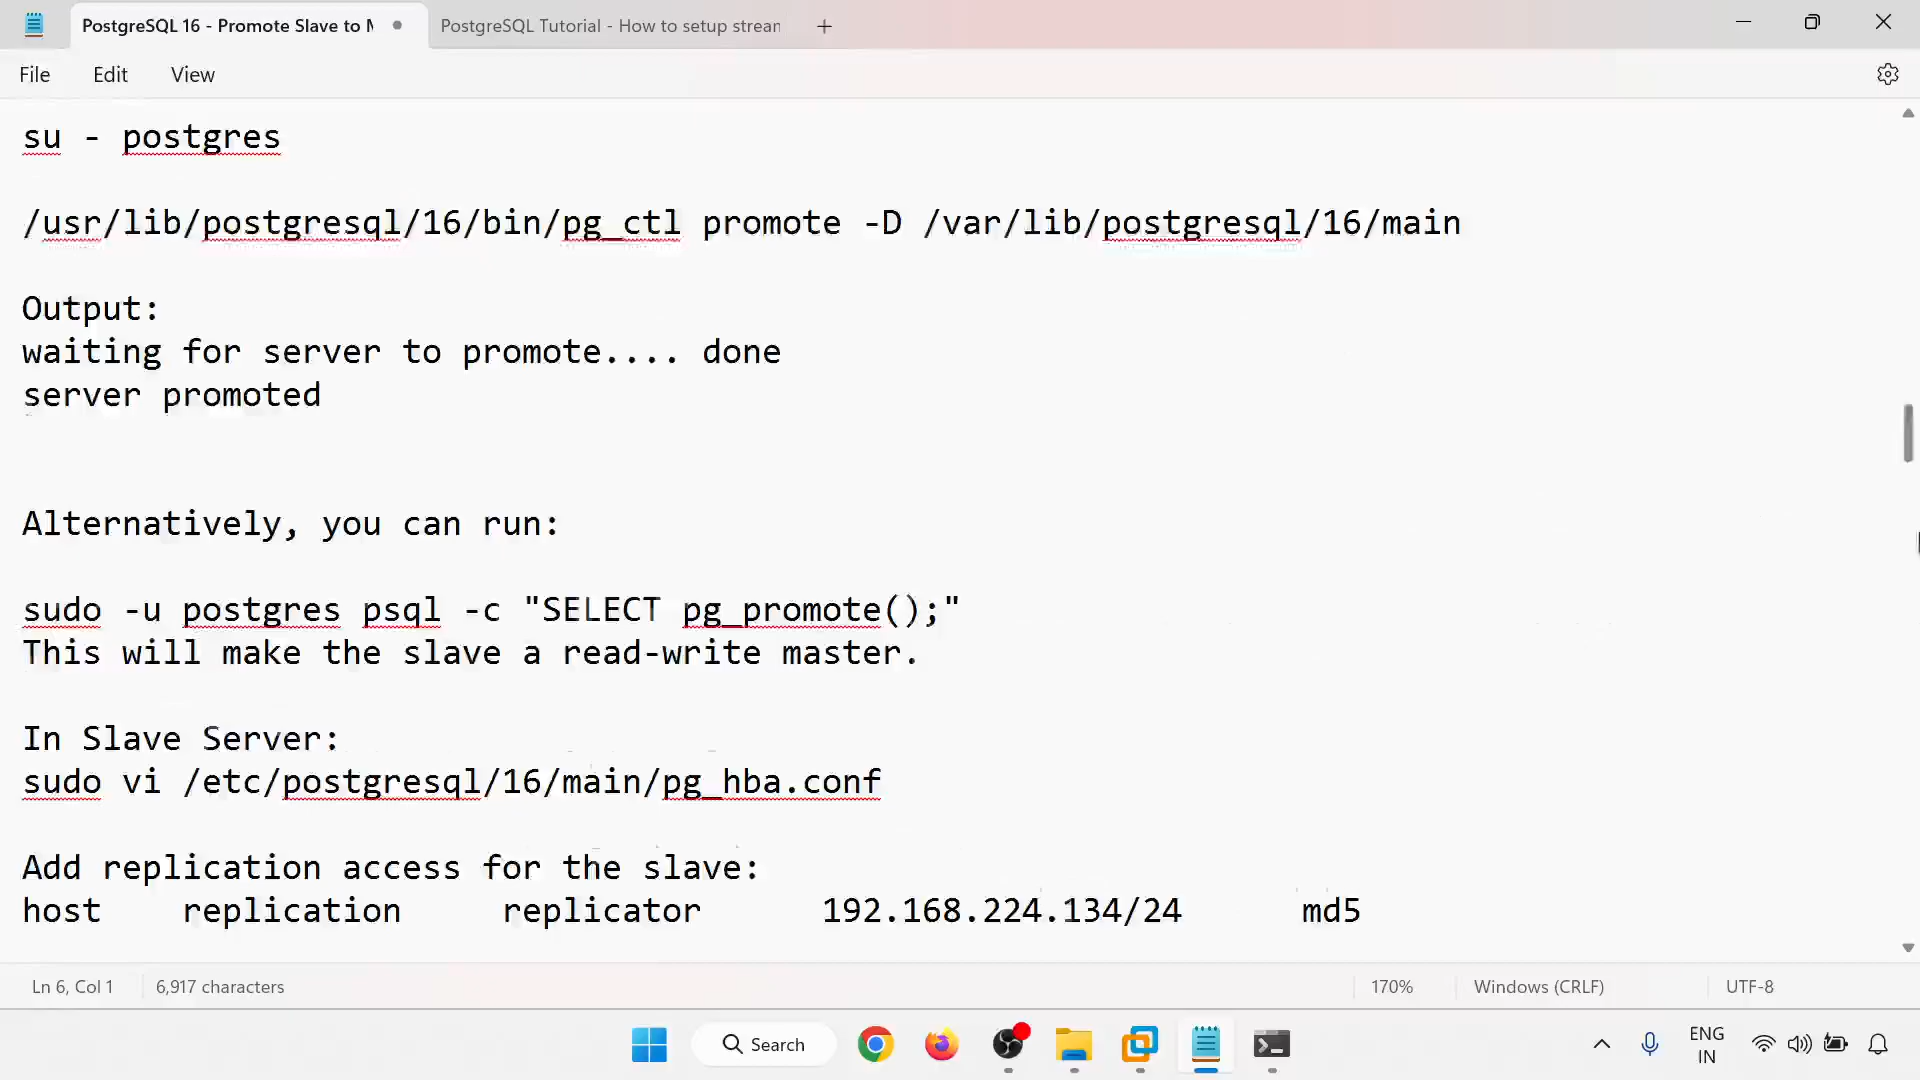 PostgreSQL 16 - Promote Slave to M
PostgreSQL Tutorial - How to setup stream
File Edit View
su - postgres
/usr/lib/postgresql/16/bin/pg_ctl promote -D /var/lib/postgresql/16/main
Output:
waiting for server to promote.... done
server promoted
Alternatively, you can run:
sudo -u postgres psql -c "SELECT pg_promote();"
This will make the slave a read-write master.
In Slave Server:
sudo vi /etc/postgresql/16/main/pg_hba.conf
Add replication access for the slave:
host replication replicator 192.168.224.134/24 md5
Ln 6, Col 1 6,917 characters 170% Windows (CRLF) UTF-8
Search
ENG
IN